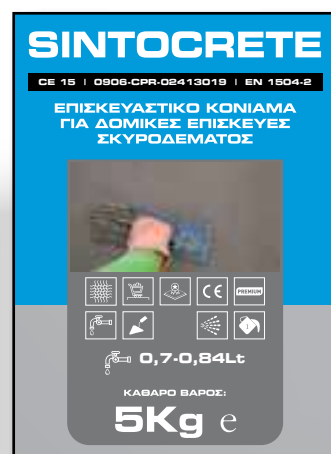 SINTOCRETE
CE 15 | 0906-CPR-02413019 | EN 1504-2
ΕΠΙΣΚΕΥΑΣΤΙΚΟ ΚΟΝΙΑΜΑ
ΓΙΑ ΔΟΜΙΚΕΣ ΕΠΙΣΚΕΥΕΣ
ΣΚΥΡΟΔΕΜΑΤΟΣ
CE PREMIUM
0,7-0,84Lt
ΚΑΘΑΡΟ ΒΑΡΟΣ:
5Kg e